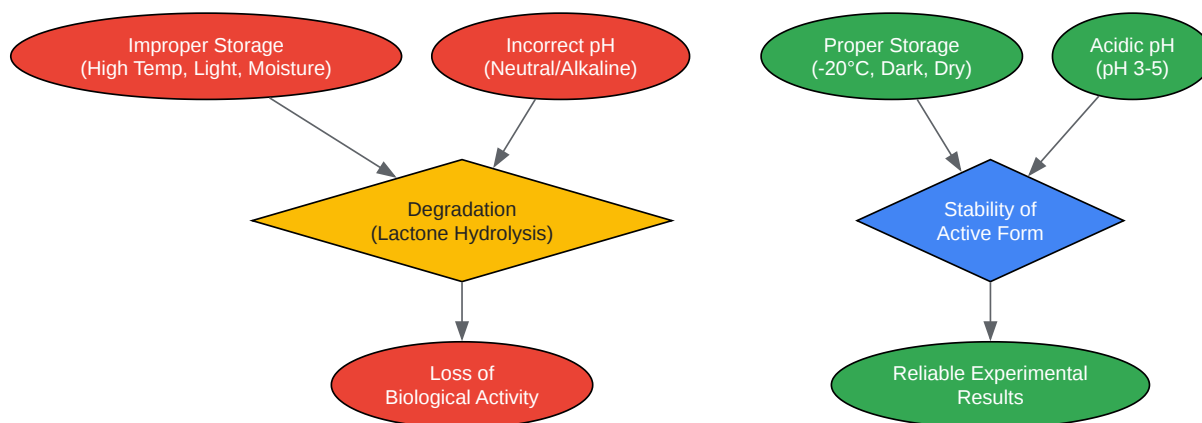 Improper Storage
(High Temp, Light, Moisture)
Incorrect pH
(Neutral/Alkaline)
Proper Storage
(-20°C, Dark, Dry)
Acidic pH
(pH 3-5)
Degradation
(Lactone Hydrolysis)
Stability of
Active Form
Loss of
Biological Activity
Reliable Experimental
Results